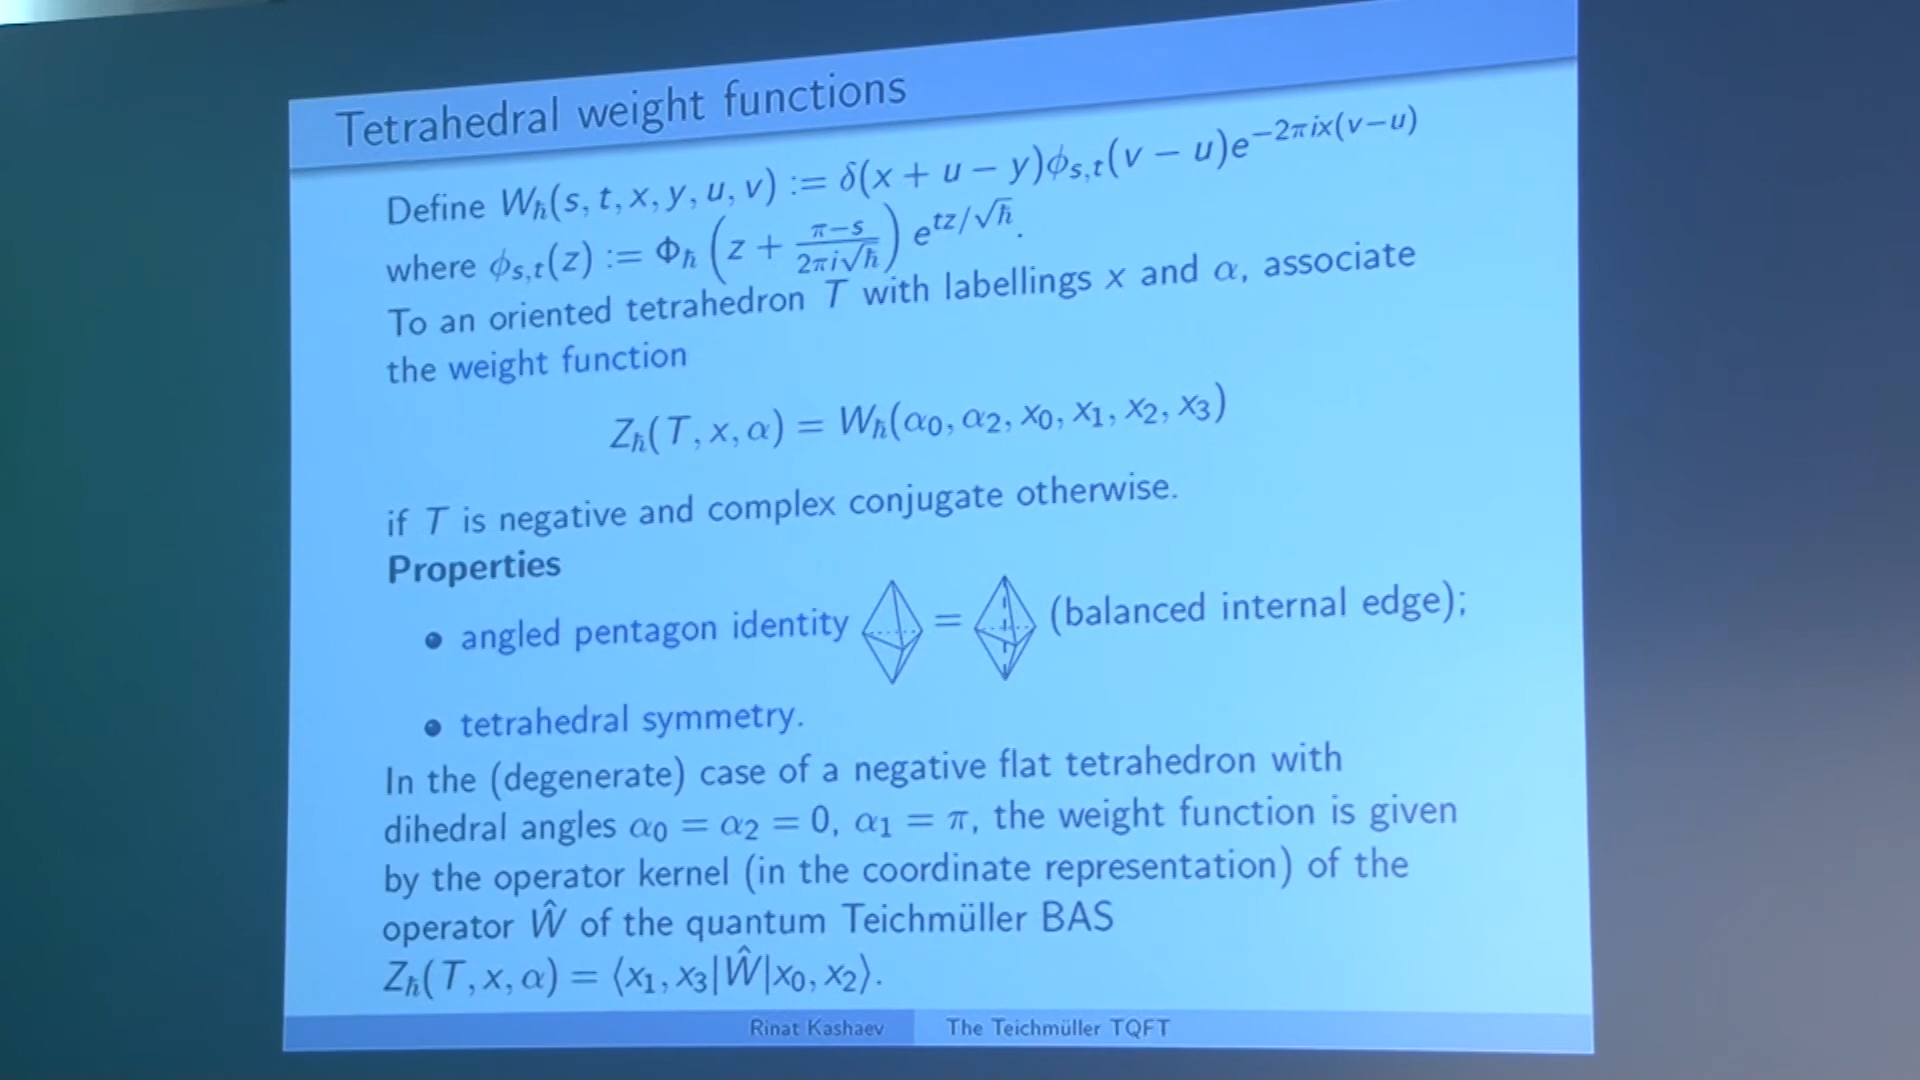 Tetrahedral weight functions
Define Wℏ(s, t, x, y, u, v) := δ(x + u − y)ϕs,t(v − u)e^{−2πix(v−u)}
where ϕs,t(z) := Φℏ (z + \frac{π−s}{2πi√ℏ}) e^{tz/√ℏ}.
To an oriented tetrahedron T with labellings x and α, associate
the weight function
Zℏ(T, x, α) = Wℏ(α0, α2, x0, x1, x2, x3)
if T is negative and complex conjugate otherwise.
Properties
• angled pentagon identity = (balanced internal edge);
• tetrahedral symmetry.
In the (degenerate) case of a negative flat tetrahedron with
dihedral angles α0 = α2 = 0, α1 = π, the weight function is given
by the operator kernel (in the coordinate representation) of the
operator Ŵ of the quantum Teichmüller BAS
Zℏ(T, x, α) = ⟨x1, x3|Ŵ|x0, x2⟩.
Rinat Kashaev The Teichmüller TQFT